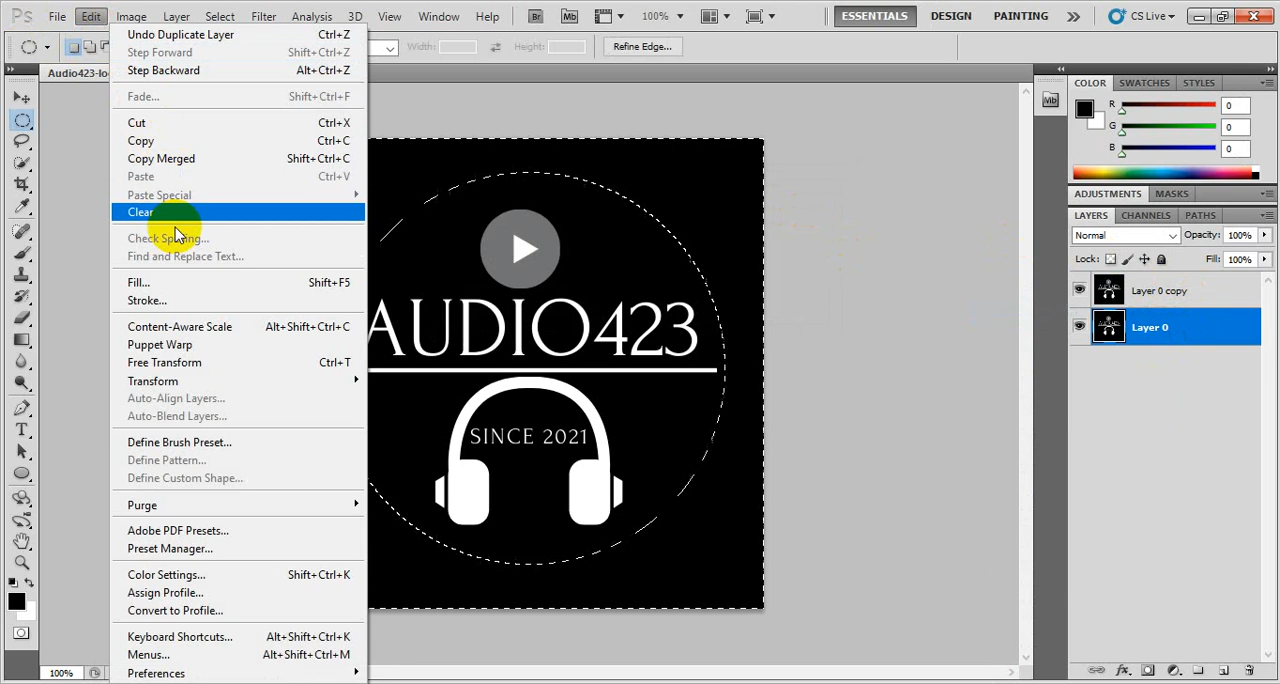 Ps File Edit Image Layer Select Filter Analysis 3D View Window Help Br Mb 100% ESSENTIALS DESIGN PAINTING CS Live
Width: Height: Refine Edge...
Audio423-lo
Undo Duplicate Layer Ctrl+Z
Step Forward Shift+Ctrl+Z
Step Backward Alt+Ctrl+Z
Fade... Shift+Ctrl+F
Cut Ctrl+X
Copy Ctrl+C
Copy Merged Shift+Ctrl+C
Paste Ctrl+V
Paste Special
Clear
Check Spelling...
Find and Replace Text...
Fill... Shift+F5
Stroke...
Content-Aware Scale Alt+Shift+Ctrl+C
Puppet Warp
Free Transform Ctrl+T
Transform
Auto-Align Layers...
Auto-Blend Layers...
Define Brush Preset...
Define Pattern...
Define Custom Shape...
Purge
Adobe PDF Presets...
Preset Manager...
Color Settings... Shift+Ctrl+K
Assign Profile...
Convert to Profile...
Keyboard Shortcuts... Alt+Shift+Ctrl+K
Menus... Alt+Shift+Ctrl+M
Preferences
AUDIO423
SINCE 2021
100%
Mb
COLOR SWATCHES STYLES
R 0
G 0
B 0
ADJUSTMENTS MASKS
LAYERS CHANNELS PATHS
Normal Opacity: 100%
Lock: Fill: 100%
Layer 0 copy
Layer 0
fx